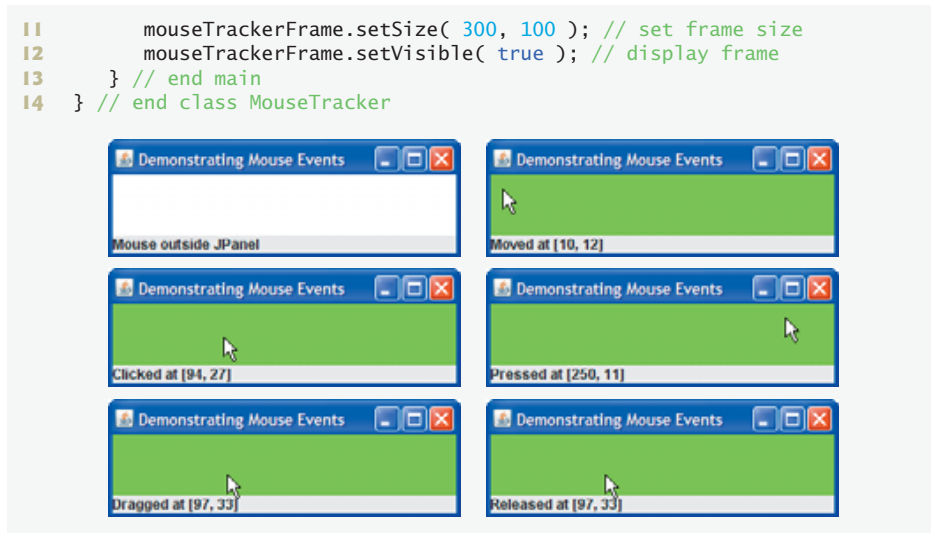 11 mouseTrackerFrame.setSize( 300, 100 ); // set frame size
12 mouseTrackerFrame.setVisible( true ); // display frame
13 } // end main
14 } // end class MouseTracker
Demonstrating Mouse Events
Mouse outside JPanel
Demonstrating Mouse Events
Moved at [10, 12]
Demonstrating Mouse Events
Clicked at [94, 27]
Demonstrating Mouse Events
Pressed at [250, 11]
Demonstrating Mouse Events
Dragged at [97, 33]
Demonstrating Mouse Events
Released at [97, 33]